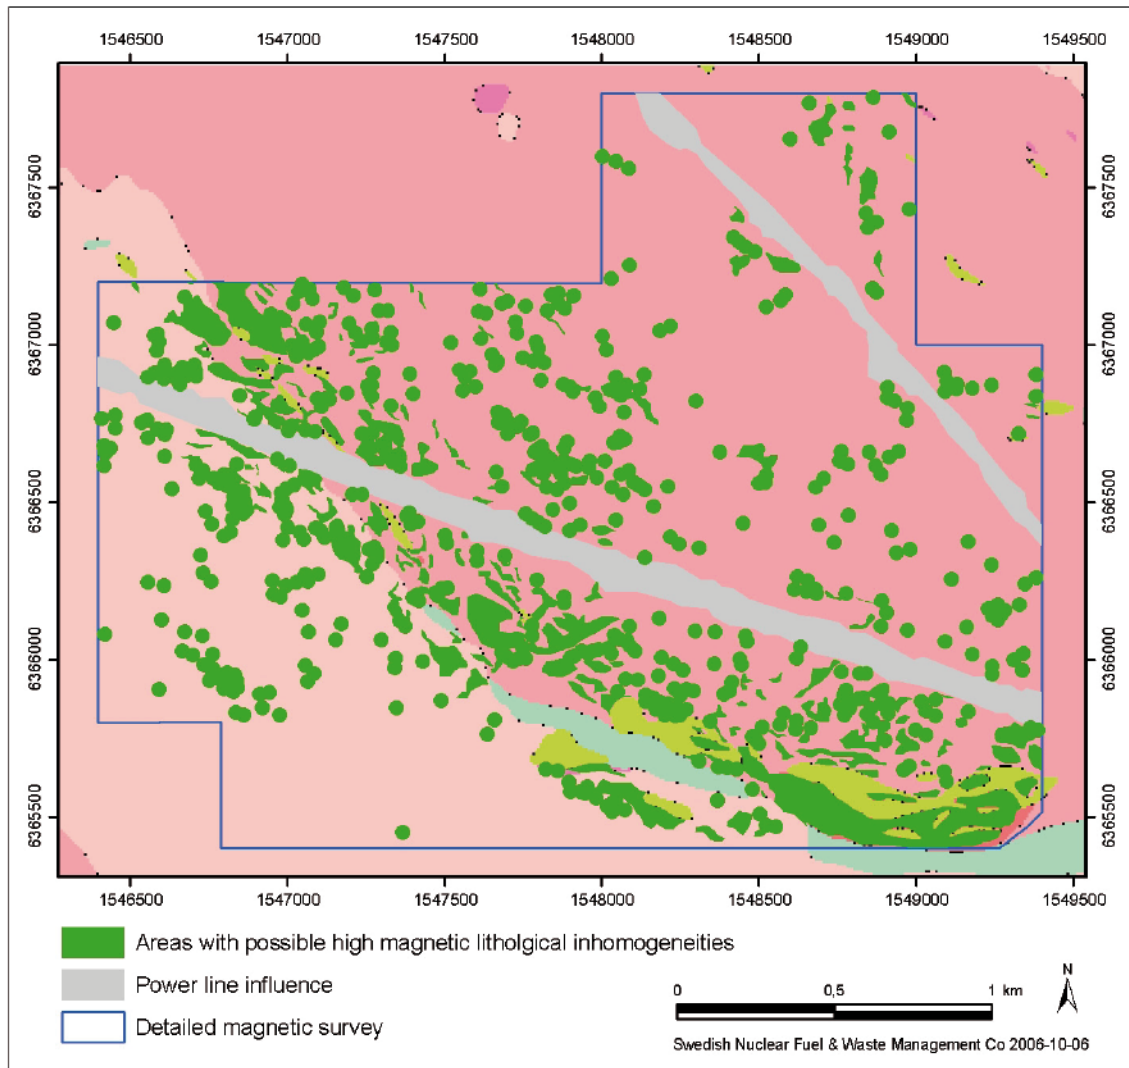 1546500 1547000 1547500 1548000 1548500 1549000 1549500
6367500 6367500
6367000 6367000
6366500 6366500
6366000 6366000
6365500 6365500
1546500 1547000 1547500 1548000 1548500 1549000 1549500
Areas with possible high magnetic litholgical inhomogeneities
Power line influence
Detailed magnetic survey
0 0,5 1 km
N
Swedish Nuclear Fuel & Waste Management Co 2006-10-06